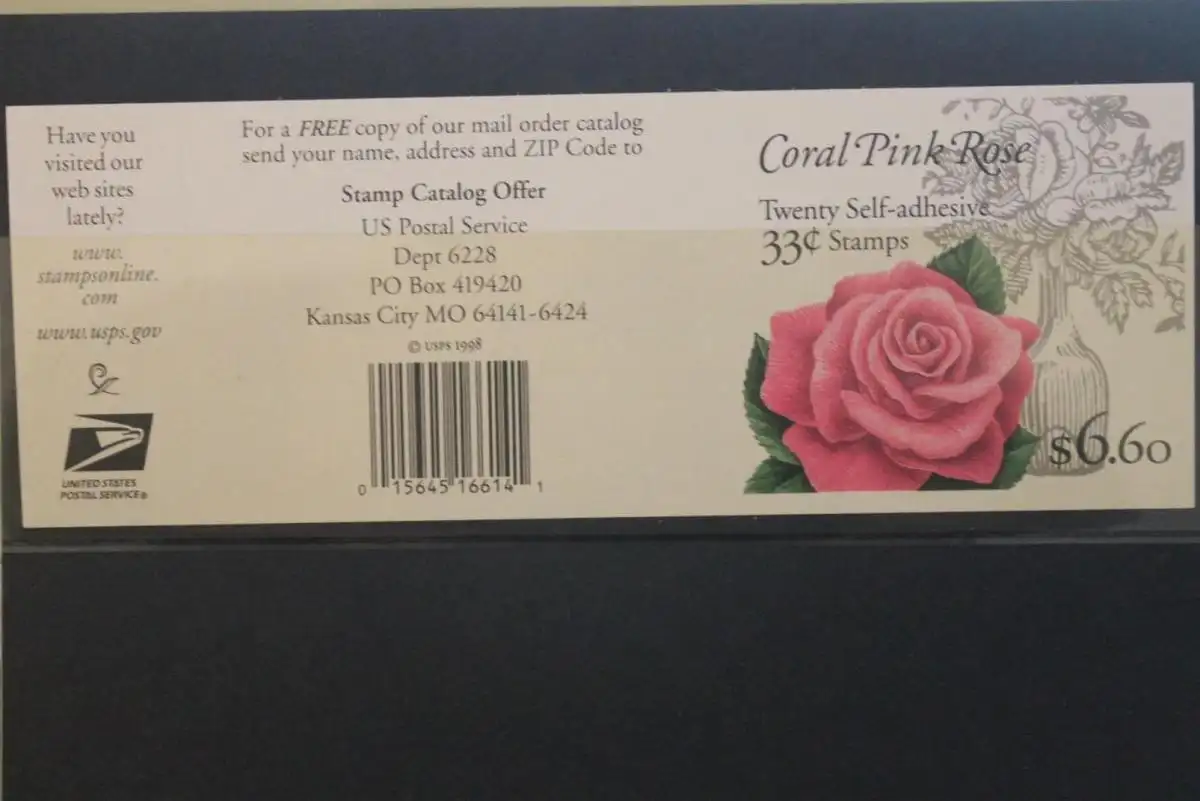 Have you
visited our
web sites
lately?
www.
stampsonline.
com
www.usps.gov
UNITED STATES
POSTAL SERVICE®
For a FREE copy of our mail order catalog
send your name, address and ZIP Code to
Stamp Catalog Offer
US Postal Service
Dept 6228
PO Box 419420
Kansas City MO 64141-6424
© USPS 1998
0 15645 16614 1
Coral Pink Rose
Twenty Self-adhesive
33¢ Stamps
$6.60